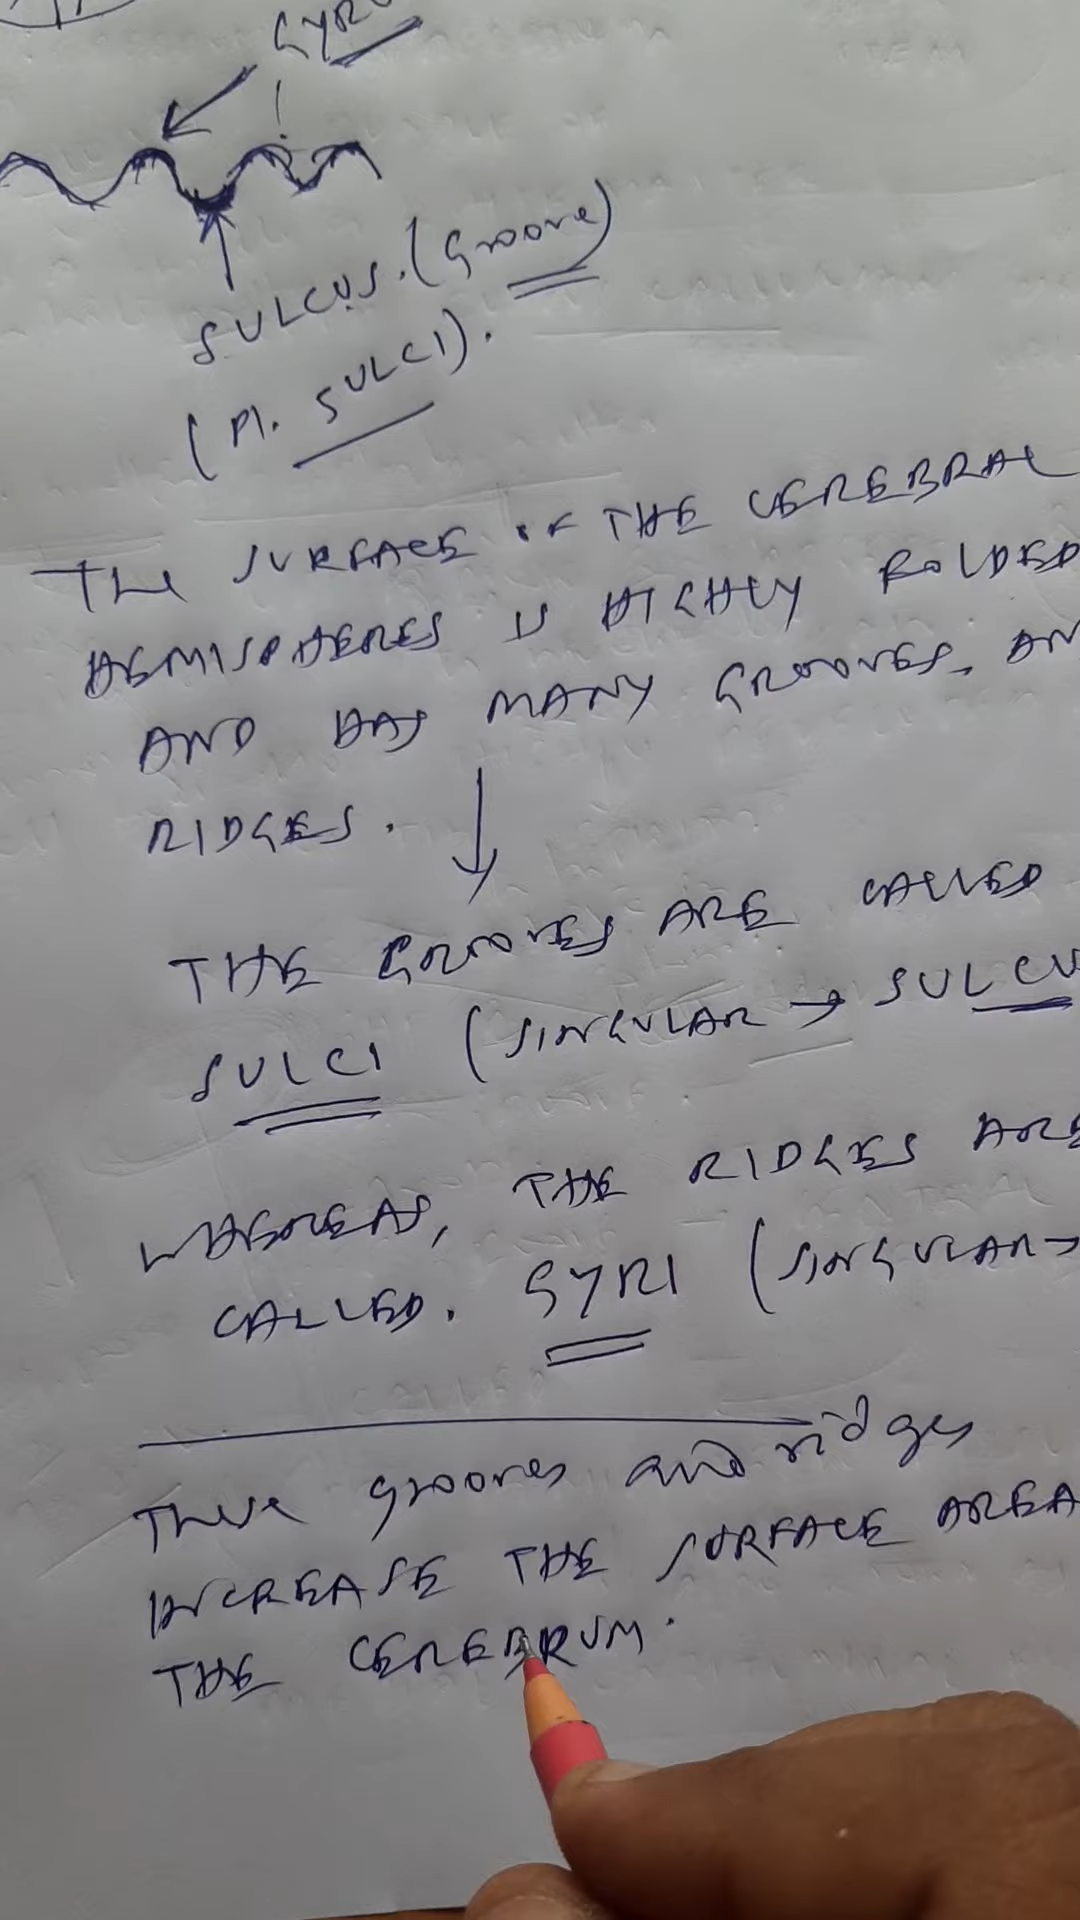 GYRU
SULCUS. (Groove)
(Pl. SULCI).
THE SURFACE OF THE CEREBRAL
HEMISPHERES IS HIGHLY FOLDED
AND HAS MANY GROOVES. AN
RIDGES.
THE GROOVES ARE CALLED
SULCI (SINGULAR → SULCU
WHEREAS, THE RIDGES ARE
CALLED. GYRI (SINGULAR →
These grooves and ridges
INCREASE THE SURFACE AREA
THE CEREBRUM.